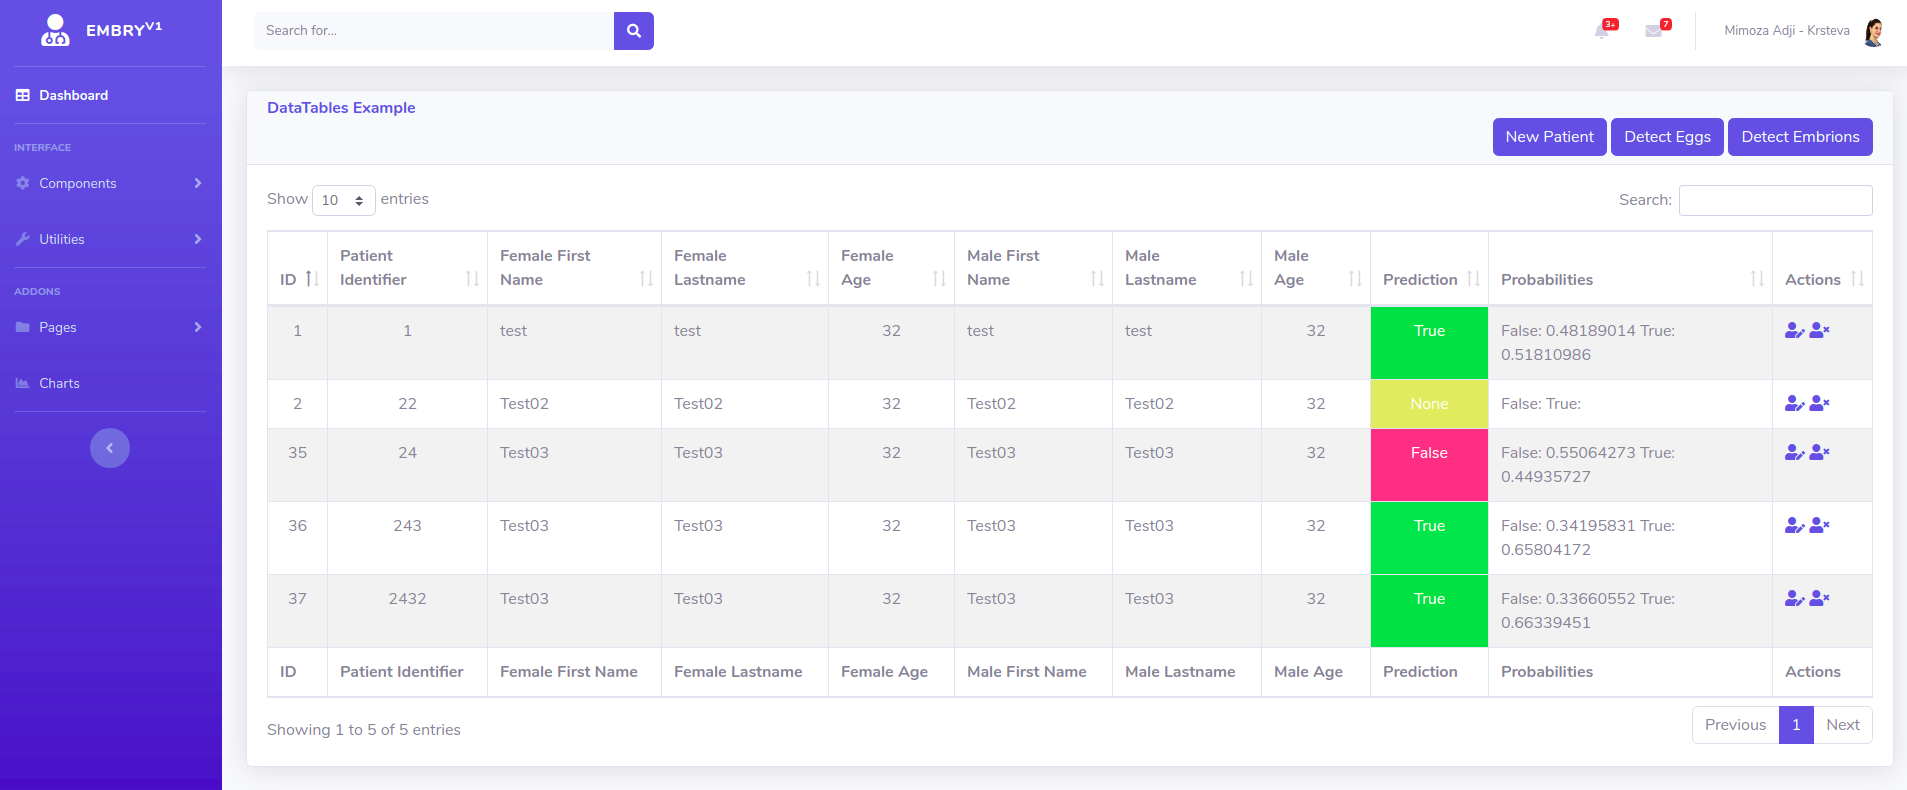 EMBRYV1
Search for...
3+
7
Mimoza Adji - Krsteva
Dashboard
INTERFACE
Components
Utilities
ADDONS
Pages
Charts
DataTables Example
New Patient Detect Eggs Detect Embrions
Show 10 entries
Search:
ID Patient Identifier Female First Name Female Lastname Female Age Male First Name Male Lastname Male Age Prediction Probabilities Actions
1 1 test test 32 test test 32 True False: 0.48189014 True: 0.51810986
2 22 Test02 Test02 32 Test02 Test02 32 None False: True:
35 24 Test03 Test03 32 Test03 Test03 32 False False: 0.55064273 True: 0.44935727
36 243 Test03 Test03 32 Test03 Test03 32 True False: 0.34195831 True: 0.65804172
37 2432 Test03 Test03 32 Test03 Test03 32 True False: 0.33660552 True: 0.66339451
ID Patient Identifier Female First Name Female Lastname Female Age Male First Name Male Lastname Male Age Prediction Probabilities Actions
Showing 1 to 5 of 5 entries
Previous 1 Next